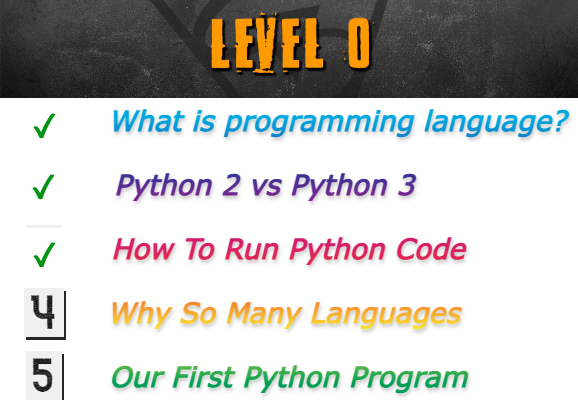 LEVEL 0
What is programming language?
Python 2 vs Python 3
How To Run Python Code
4 Why So Many Languages
5 Our First Python Program